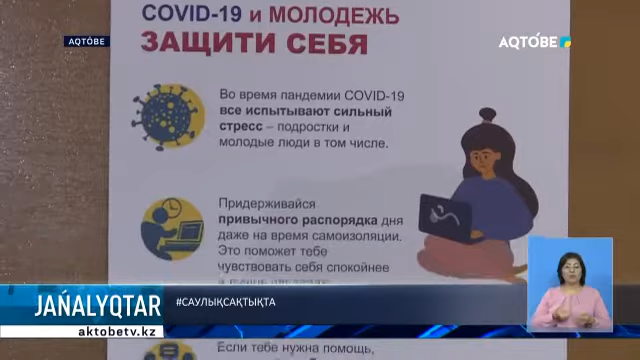 COVID-19 и МОЛОДЕЖЬ
ЗАЩИТИ СЕБЯ
AQTÓBE
AQTÓBE
Во время пандемии COVID-19
все испытывают сильный
стресс – подростки и
молодые люди в том числе.
Придерживайся
привычного распорядка дня
даже на время самоизоляции.
Это поможет тебе
чувствовать себя спокойнее
JAŃALYQTAR
#САУЛЫҚСАҚТЫҚТА
aktobetv.kz
Если тебе нужна помощь,